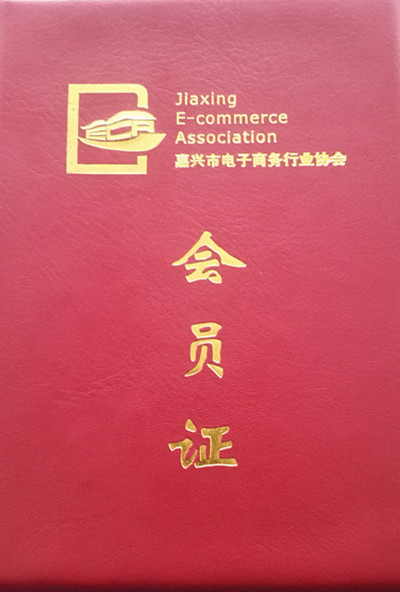 Jiaxing
E-commerce
Association
嘉兴市电子商务行业协会
会
员
证